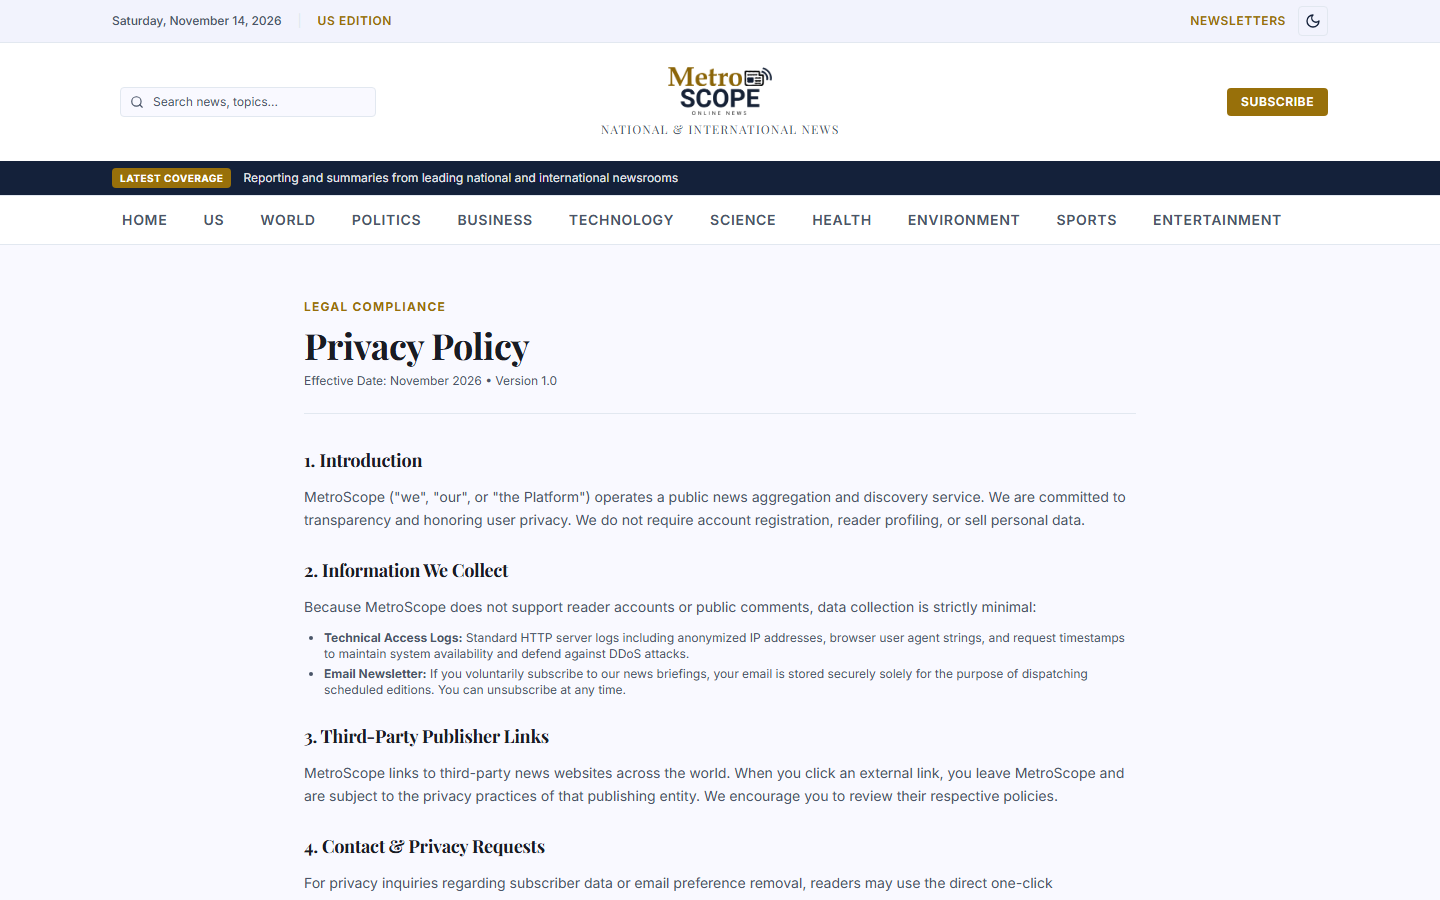 Saturday, November 14, 2026
US EDITION
NEWSLETTERS
Search news, topics...
Metro
SCOPE
ONLINE NEWS
NATIONAL & INTERNATIONAL NEWS
SUBSCRIBE
LATEST COVERAGE
Reporting and summaries from leading national and international newsrooms
HOME
US
WORLD
POLITICS
BUSINESS
TECHNOLOGY
SCIENCE
HEALTH
ENVIRONMENT
SPORTS
ENTERTAINMENT
LEGAL COMPLIANCE
Privacy Policy
Effective Date: November 2026 • Version 1.0
1. Introduction
MetroScope ("we", "our", or "the Platform") operates a public news aggregation and discovery service. We are committed to
transparency and honoring user privacy. We do not require account registration, reader profiling, or sell personal data.
2. Information We Collect
Because MetroScope does not support reader accounts or public comments, data collection is strictly minimal:
• Technical Access Logs: Standard HTTP server logs including anonymized IP addresses, browser user agent strings, and request timestamps
to maintain system availability and defend against DDoS attacks.
• Email Newsletter: If you voluntarily subscribe to our news briefings, your email is stored securely solely for the purpose of dispatching
scheduled editions. You can unsubscribe at any time.
3. Third-Party Publisher Links
MetroScope links to third-party news websites across the world. When you click an external link, you leave MetroScope and
are subject to the privacy practices of that publishing entity. We encourage you to review their respective policies.
4. Contact & Privacy Requests
For privacy inquiries regarding subscriber data or email preference removal, readers may use the direct one-click